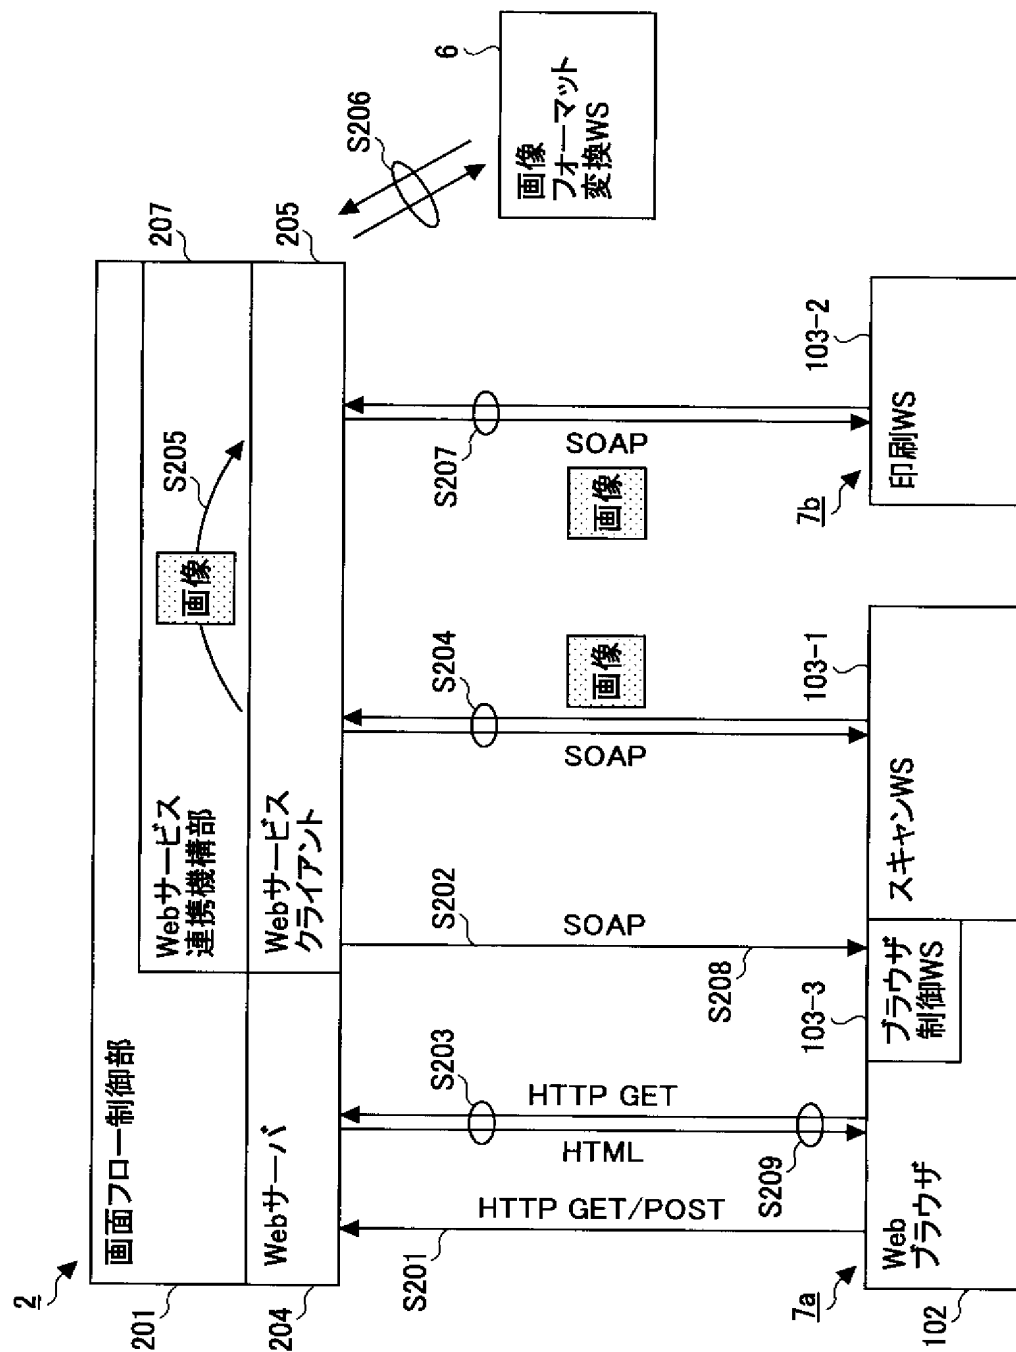 2
201
画面フロー制御部
207
Webサービス
連携機構部
画像
S205
204
Webサーバ
205
Webサービス
クライアント
S206
6
画像
フォーマット
変換WS
S201
HTTP GET/POST
S203
HTML
HTTP GET
S209
S202
SOAP
S208
S204
SOAP
画像
S207
SOAP
画像
7a
102
Web
ブラウザ
103-3
ブラウザ
制御WS
103-1
スキャンWS
7b
103-2
印刷WS